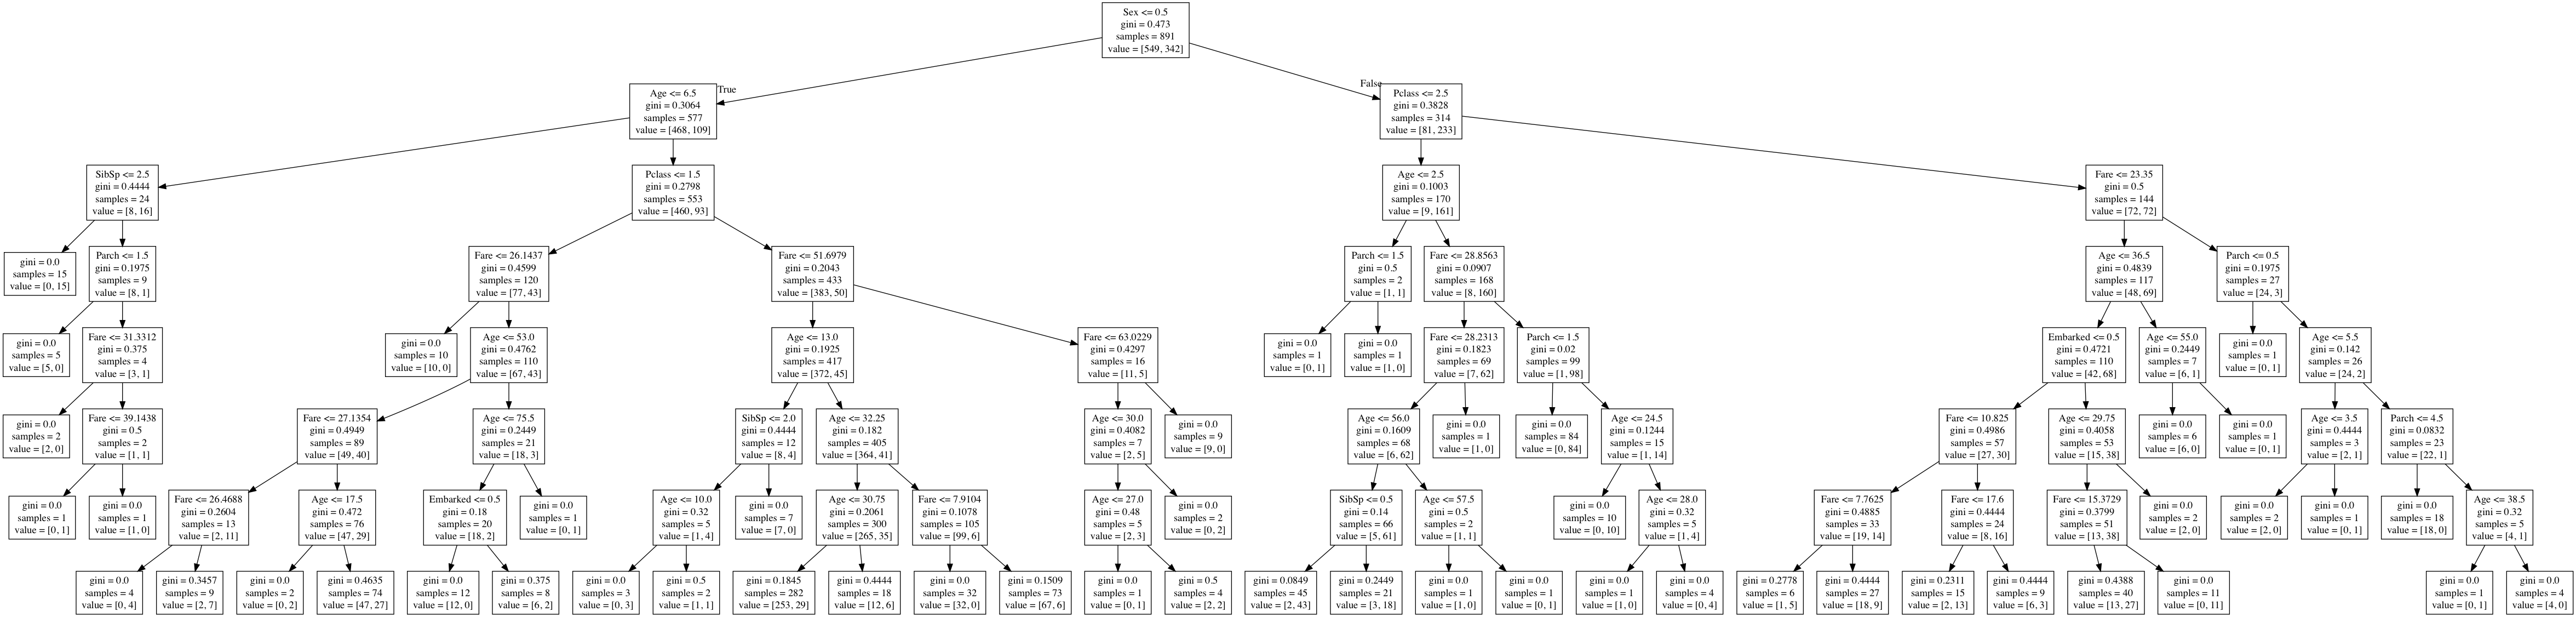 Sex <= 0.5
gini = 0.473
samples = 891
value = [549, 342]
True
False
Age <= 6.5
gini = 0.3064
samples = 577
value = [468, 109]
Pclass <= 2.5
gini = 0.3828
samples = 314
value = [81, 233]
SibSp <= 2.5
gini = 0.4444
samples = 24
value = [8, 16]
Pclass <= 1.5
gini = 0.2798
samples = 553
value = [460, 93]
Age <= 2.5
gini = 0.1003
samples = 170
value = [9, 161]
Fare <= 23.35
gini = 0.5
samples = 144
value = [72, 72]
gini = 0.0
samples = 15
value = [0, 15]
Parch <= 1.5
gini = 0.1975
samples = 9
value = [8, 1]
Fare <= 26.1437
gini = 0.4599
samples = 120
value = [77, 43]
Fare <= 51.6979
gini = 0.2043
samples = 433
value = [383, 50]
Parch <= 1.5
gini = 0.5
samples = 2
value = [1, 1]
Fare <= 28.8563
gini = 0.0907
samples = 168
value = [8, 160]
Age <= 36.5
gini = 0.4839
samples = 117
value = [48, 69]
Parch <= 0.5
gini = 0.1975
samples = 27
value = [24, 3]
gini = 0.0
samples = 5
value = [5, 0]
Fare <= 31.3312
gini = 0.375
samples = 4
value = [3, 1]
gini = 0.0
samples = 10
value = [10, 0]
Age <= 53.0
gini = 0.4762
samples = 110
value = [67, 43]
Age <= 13.0
gini = 0.1925
samples = 417
value = [372, 45]
Fare <= 63.0229
gini = 0.4297
samples = 16
value = [11, 5]
gini = 0.0
samples = 1
value = [0, 1]
gini = 0.0
samples = 1
value = [1, 0]
Fare <= 28.2313
gini = 0.1823
samples = 69
value = [7, 62]
Parch <= 1.5
gini = 0.02
samples = 99
value = [1, 98]
Embarked <= 0.5
gini = 0.4721
samples = 110
value = [42, 68]
Age <= 55.0
gini = 0.2449
samples = 7
value = [6, 1]
gini = 0.0
samples = 1
value = [0, 1]
Age <= 5.5
gini = 0.142
samples = 26
value = [24, 2]
gini = 0.0
samples = 2
value = [2, 0]
Fare <= 39.1438
gini = 0.5
samples = 2
value = [1, 1]
Fare <= 27.1354
gini = 0.4949
samples = 89
value = [49, 40]
Age <= 75.5
gini = 0.2449
samples = 21
value = [18, 3]
SibSp <= 2.0
gini = 0.4444
samples = 12
value = [8, 4]
Age <= 32.25
gini = 0.182
samples = 405
value = [364, 41]
Age <= 30.0
gini = 0.4082
samples = 7
value = [2, 5]
gini = 0.0
samples = 9
value = [9, 0]
Age <= 56.0
gini = 0.1609
samples = 68
value = [6, 62]
gini = 0.0
samples = 1
value = [1, 0]
gini = 0.0
samples = 84
value = [0, 84]
Age <= 24.5
gini = 0.1244
samples = 15
value = [1, 14]
Fare <= 10.825
gini = 0.4986
samples = 57
value = [27, 30]
Age <= 29.75
gini = 0.4058
samples = 53
value = [15, 38]
gini = 0.0
samples = 6
value = [6, 0]
gini = 0.0
samples = 1
value = [0, 1]
Age <= 3.5
gini = 0.4444
samples = 3
value = [2, 1]
Parch <= 4.5
gini = 0.0832
samples = 23
value = [22, 1]
gini = 0.0
samples = 1
value = [0, 1]
gini = 0.0
samples = 1
value = [1, 0]
Fare <= 26.4688
gini = 0.2604
samples = 13
value = [2, 11]
Age <= 17.5
gini = 0.472
samples = 76
value = [47, 29]
Embarked <= 0.5
gini = 0.18
samples = 20
value = [18, 2]
gini = 0.0
samples = 1
value = [0, 1]
Age <= 10.0
gini = 0.32
samples = 5
value = [1, 4]
gini = 0.0
samples = 7
value = [7, 0]
Age <= 30.75
gini = 0.2061
samples = 300
value = [265, 35]
Fare <= 7.9104
gini = 0.1078
samples = 105
value = [99, 6]
Age <= 27.0
gini = 0.48
samples = 5
value = [2, 3]
gini = 0.0
samples = 2
value = [0, 2]
SibSp <= 0.5
gini = 0.14
samples = 66
value = [5, 61]
Age <= 57.5
gini = 0.5
samples = 2
value = [1, 1]
gini = 0.0
samples = 10
value = [0, 10]
Age <= 28.0
gini = 0.32
samples = 5
value = [1, 4]
Fare <= 7.7625
gini = 0.4885
samples = 33
value = [19, 14]
Fare <= 17.6
gini = 0.4444
samples = 24
value = [8, 16]
Fare <= 15.3729
gini = 0.3799
samples = 51
value = [13, 38]
gini = 0.0
samples = 2
value = [2, 0]
gini = 0.0
samples = 2
value = [2, 0]
gini = 0.0
samples = 1
value = [0, 1]
gini = 0.0
samples = 18
value = [18, 0]
Age <= 38.5
gini = 0.32
samples = 5
value = [4, 1]
gini = 0.0
samples = 4
value = [0, 4]
gini = 0.3457
samples = 9
value = [2, 7]
gini = 0.0
samples = 2
value = [0, 2]
gini = 0.4635
samples = 74
value = [47, 27]
gini = 0.0
samples = 12
value = [12, 0]
gini = 0.375
samples = 8
value = [6, 2]
gini = 0.0
samples = 3
value = [0, 3]
gini = 0.5
samples = 2
value = [1, 1]
gini = 0.1845
samples = 282
value = [253, 29]
gini = 0.4444
samples = 18
value = [12, 6]
gini = 0.0
samples = 32
value = [32, 0]
gini = 0.1509
samples = 73
value = [67, 6]
gini = 0.0
samples = 1
value = [0, 1]
gini = 0.5
samples = 4
value = [2, 2]
gini = 0.0849
samples = 45
value = [2, 43]
gini = 0.2449
samples = 21
value = [3, 18]
gini = 0.0
samples = 1
value = [1, 0]
gini = 0.0
samples = 1
value = [0, 1]
gini = 0.0
samples = 1
value = [1, 0]
gini = 0.0
samples = 4
value = [0, 4]
gini = 0.2778
samples = 6
value = [1, 5]
gini = 0.4444
samples = 27
value = [18, 9]
gini = 0.2311
samples = 15
value = [2, 13]
gini = 0.4444
samples = 9
value = [6, 3]
gini = 0.4388
samples = 40
value = [13, 27]
gini = 0.0
samples = 11
value = [0, 11]
gini = 0.0
samples = 1
value = [0, 1]
gini = 0.0
samples = 4
value = [4, 0]